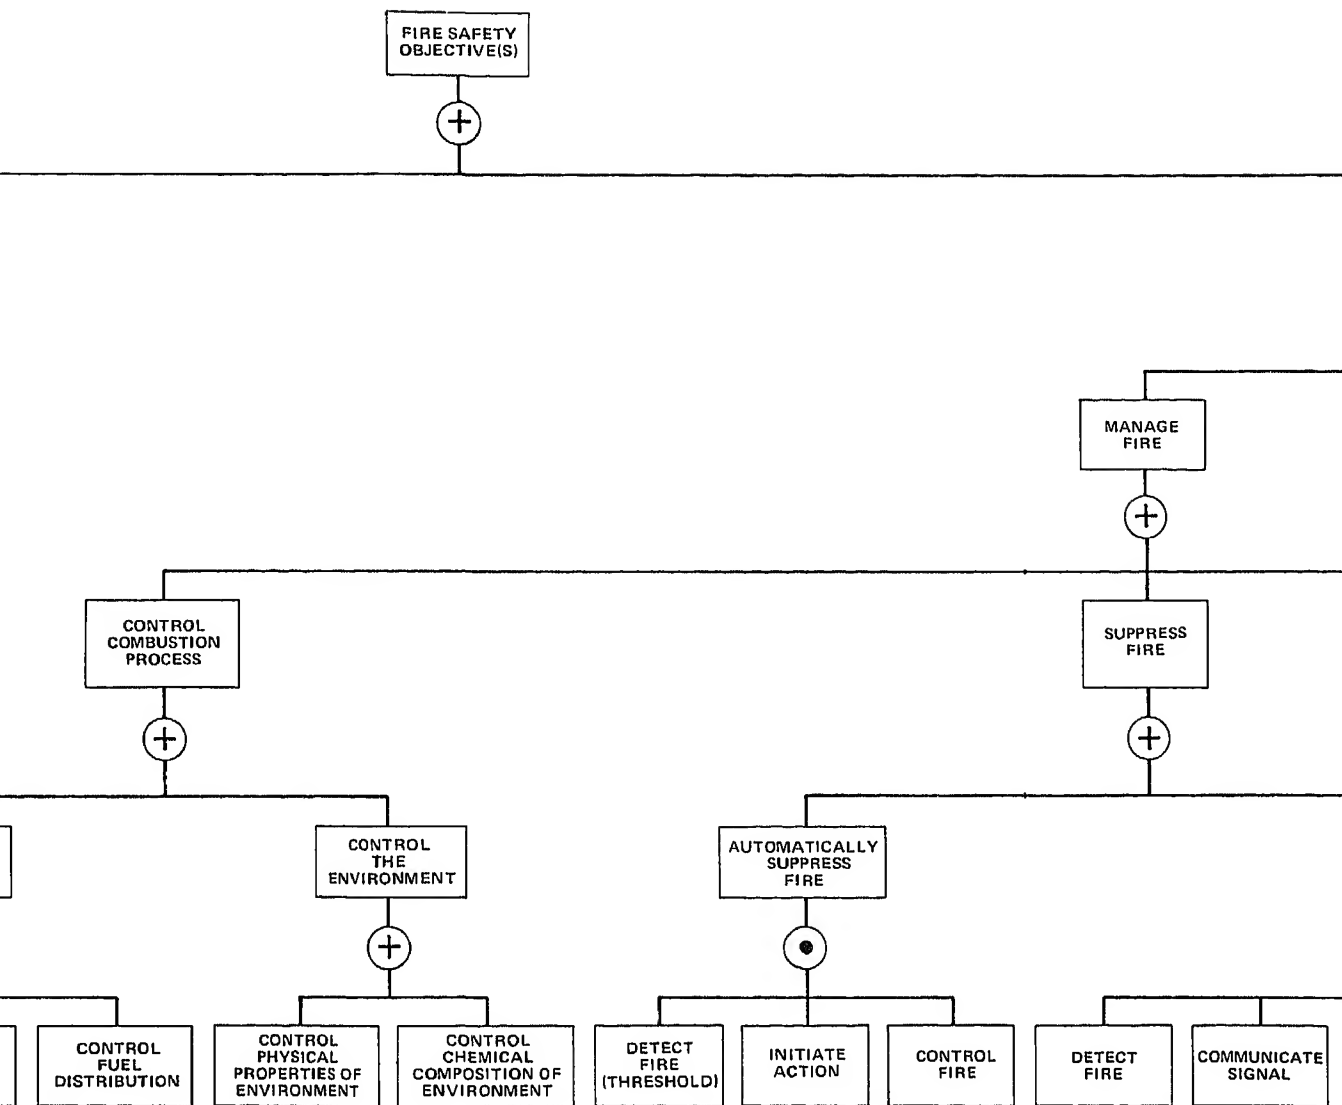 FIRE SAFETY
OBJECTIVE(S)
MANAGE
FIRE
CONTROL
COMBUSTION
PROCESS
SUPPRESS
FIRE
CONTROL
THE
ENVIRONMENT
AUTOMATICALLY
SUPPRESS
FIRE
CONTROL
FUEL
DISTRIBUTION
CONTROL
PHYSICAL
PROPERTIES OF
ENVIRONMENT
CONTROL
CHEMICAL
COMPOSITION OF
ENVIRONMENT
DETECT
FIRE
(THRESHOLD)
INITIATE
ACTION
CONTROL
FIRE
DETECT
FIRE
COMMUNICATE
SIGNAL